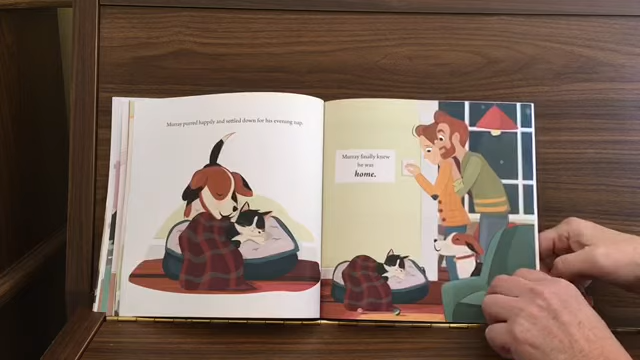 Murray purred happily and settled down for his evening nap.
Murray finally knew
he was
home.